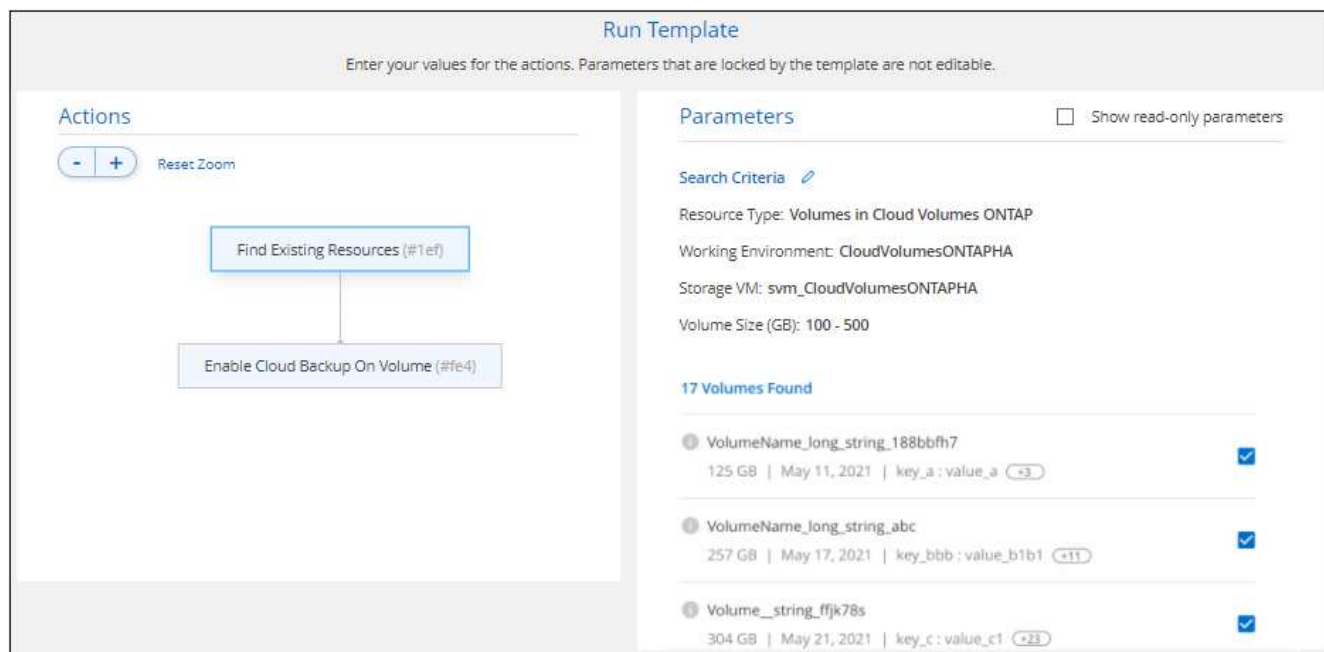 Run Template
Enter your values for the actions. Parameters that are locked by the template are not editable.
Actions
- +
Reset Zoom
Find Existing Resources (#1ef)
Enable Cloud Backup On Volume (#fe4)
Parameters
Show read-only parameters
Search Criteria
Resource Type: Volumes in Cloud Volumes ONTAP
Working Environment: CloudVolumesONTAPHA
Storage VM: svm_CloudVolumesONTAPHA
Volume Size (GB): 100 - 500
17 Volumes Found
VolumeName_long_string_188bbfh7
125 GB | May 11, 2021 | key_a : value_a +3
VolumeName_long_string_abc
257 GB | May 17, 2021 | key_bbb : value_b1b1 +11
Volume__string_ffjk78s
304 GB | May 21, 2021 | key_c : value_c1 +23